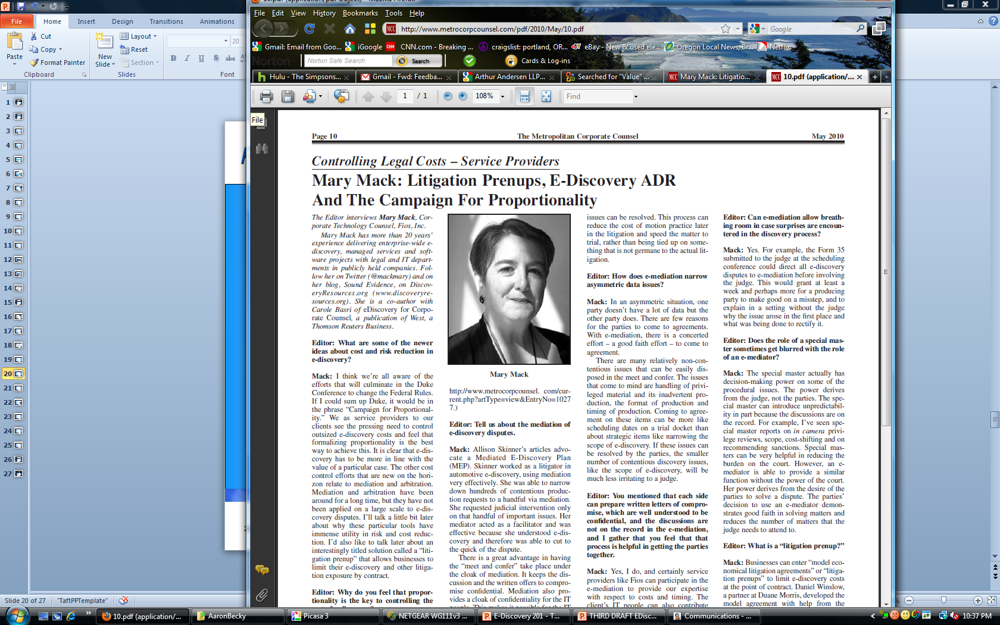 10.pdf (application/pdf Object) - Mozilla Firefox
File Edit View History Bookmarks Tools Help
http://www.metrocorpcounsel.com/pdf/2010/May/10.pdf
Google
Gmail: Email from Goo... iGoogle CNN.com - Breaking ... craigslist: portland, OR... eBay - New & used ele... Oregon Local News, Br... Netflix
Norton Norton Safe Search Search Cards & Log-ins
Hulu - The Simpsons... Gmail - Fwd: Feedba... Arthur Andersen LLP... Searched for "Value" ... Mary Mack: Litigatio... 10.pdf (application/...
1 / 1 108% Find
File
File Home Insert Design Transitions Animations
Paste
Cut
Copy
Format Painter
Clipboard
New
Slide
Layout
Reset
Section
Slides
20
B I U S abc
Font
1
2
3
4
5
6
7
8
9
10
11
12
13
14
15
16
17
18
19
20
21
22
23
24
25
26
27
Page 10 The Metropolitan Corporate Counsel May 2010
Controlling Legal Costs – Service Providers
Mary Mack: Litigation Prenups, E-Discovery ADR
And The Campaign For Proportionality
The Editor interviews Mary Mack, Cor-
porate Technology Counsel, Fios, Inc.
Mary Mack has more than 20 years'
experience delivering enterprise-wide e-
discovery, managed services and soft-
ware projects with legal and IT depart-
ments in publicly held companies. Fol-
low her on Twitter (@mackmary) and on
her blog, Sound Evidence, on Discov-
eryResources.org (www.discoveryre-
sources.org). She is a co-author with
Carole Basri of eDiscovery for Corpo-
rate Counsel, a publication of West, a
Thomson Reuters Business.
Editor: What are some of the newer
ideas about cost and risk reduction in
e-discovery?
Mack: I think we're all aware of the
efforts that will culminate in the Duke
Conference to change the Federal Rules.
If I could sum up Duke, it would be in
the phrase "Campaign for Proportional-
ity." We as service providers to our
clients see the pressing need to control
outsized e-discovery costs and feel that
formalizing proportionality is the best
way to achieve this. It is clear that e-dis-
covery has to be more in line with the
value of a particular case. The other cost
control efforts that are new on the hori-
zon relate to mediation and arbitration.
Mediation and arbitration have been
around for a long time, but they have not
been applied on a large scale to e-dis-
covery disputes. I'll talk a little bit later
about why these particular tools have
immense utility in risk and cost reduc-
tion. I'd also like to talk later about an
interestingly titled solution called a "liti-
gation prenup" that allows businesses to
limit their e-discovery and other litiga-
tion exposure by contract.
Editor: Why do you feel that propor-
tionality is the key to controlling the
Mary Mack
http://www.metrocorpcounsel. com/cur-
rent.php?artType=view&EntryNo=1027
7.)
Editor: Tell us about the mediation of
e-discovery disputes.
Mack: Allison Skinner's articles advo-
cate a Mediated E-Discovery Plan
(MEP). Skinner worked as a litigator in
automotive e-discovery, using mediation
very effectively. She was able to narrow
down hundreds of contentious produc-
tion requests to a handful via mediation.
She requested judicial intervention only
on that handful of important issues. Her
mediator acted as a facilitator and was
effective because she understood e-dis-
covery and therefore was able to cut to
the quick of the dispute.
There is a great advantage in having
the "meet and confer" take place under
the cloak of mediation. It keeps the dis-
cussion and the written offers to compro-
mise confidential. Mediation also pro-
vides a cloak of confidentiality for the IT
issues can be resolved. This process can
reduce the cost of motion practice later
in the litigation and speed the matter to
trial, rather than being tied up on some-
thing that is not germane to the actual lit-
igation.
Editor: How does e-mediation narrow
asymmetric data issues?
Mack: In an asymmetric situation, one
party doesn't have a lot of data but the
other party does. There are few reasons
for the parties to come to agreements.
With e-mediation, there is a concerted
effort – a good faith effort – to come to
agreement.
There are many relatively non-con-
tentious issues that can be easily dis-
posed in the meet and confer. The issues
that come to mind are handling of privi-
leged material and its inadvertent pro-
duction, the format of production and
timing of production. Coming to agree-
ment on these items can be more like
scheduling dates on a trial docket than
about strategic items like narrowing the
scope of e-discovery. If these issues can
be resolved by the parties, the smaller
number of contentious discovery issues,
like the scope of e-discovery, will be
much less irritating to a judge.
Editor: You mentioned that each side
can prepare written letters of compro-
mise, which are well understood to be
confidential, and the discussions are
not on the record in the e-mediation,
and I gather that you feel that that
process is helpful in getting the parties
together.
Mack: Yes, I do, and certainly service
providers like Fios can participate in the
e-mediation to provide our expertise
with respect to costs and timing. The
client's IT people can also contribute
Editor: Can e-mediation allow breath-
ing room in case surprises are encoun-
tered in the discovery process?
Mack: Yes. For example, the Form 35
submitted to the judge at the scheduling
conference could direct all e-discovery
disputes to e-mediation before involving
the judge. This would grant at least a
week and perhaps more for a producing
party to make good on a misstep, and to
explain in a setting without the judge
why the issue arose in the first place and
what was being done to rectify it.
Editor: Does the role of a special mas-
ter sometimes get blurred with the role
of an e-mediator?
Mack: The special master actually has
decision-making power on some of the
procedural issues. The power derives
from the judge, not the parties. The spe-
cial master can introduce unpredictabil-
ity in part because the discussions are on
the record. For example, I've seen spe-
cial master reports on in camera privi-
lege reviews, scope, cost-shifting and on
recommending sanctions. Special mas-
ters can be very helpful in reducing the
burden on the court. However, an e-
mediator is able to provide a similar
function without the power of the court.
Her power derives from the desire of the
parties to solve a dispute. The parties'
decision to use an e-mediator demon-
strates good faith in solving matters and
reduces the number of matters that the
judge needs to attend to.
Editor: What is a "litigation prenup?"
Mack: Businesses can enter "model eco-
nomical litigation agreements" or "litiga-
tion prenups" to limit e-discovery costs
at the point of contract. Daniel Winslow,
a partner at Duane Morris, developed the
model agreement with help from the
Slide 20 of 27 "TaftPPTemplate"
10.pdf (application/... AaronBecky Picasa 3 NETGEAR WG111v3 ... E-Discovery 201 - T... THIRD DRAFT EDisc... Communications - ... 10:37 PM